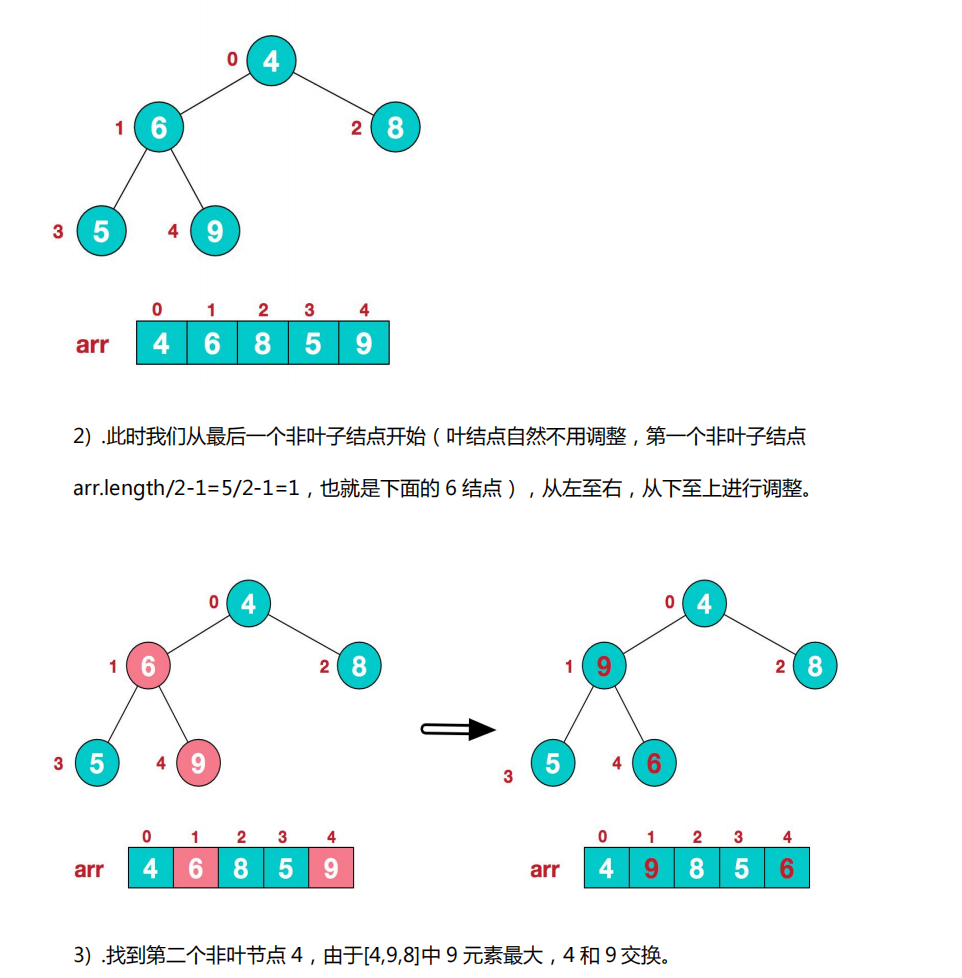 0 4
1 6 2 8
3 5 4 9
0 1 2 3 4
arr 4 6 8 5 9
2) .此时我们从最后一个非叶子结点开始(叶结点自然不用调整,第一个非叶子结点
arr.length/2-1=5/2-1=1,也就是下面的 6 结点),从左至右,从下至上进行调整。
0 4 0 4
1 6 2 8 1 9 2 8
3 5 4 9 3 5 4 6
0 1 2 3 4 0 1 2 3 4
arr 4 6 8 5 9 arr 4 9 8 5 6
3) .找到第二个非叶节点 4,由于[4,9,8]中 9 元素最大,4 和 9 交换。